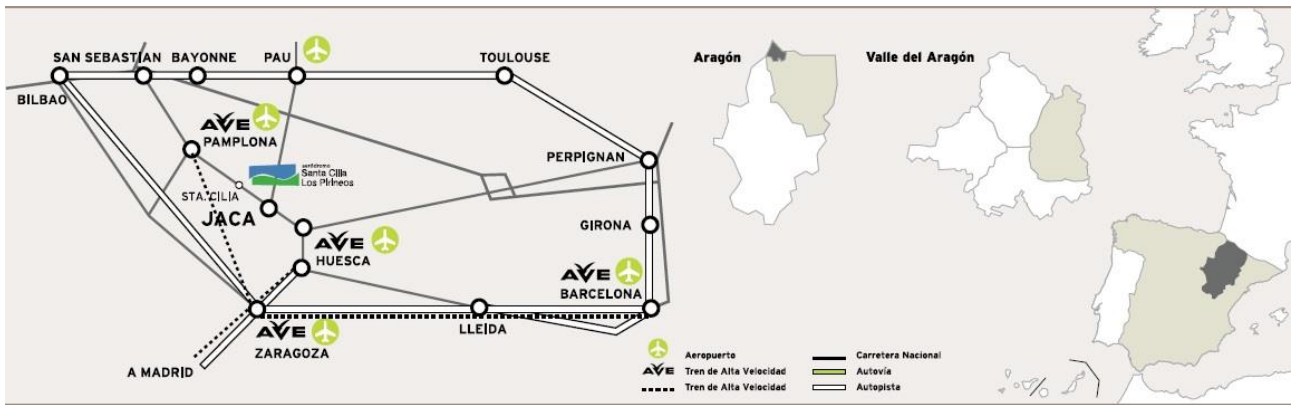 SAN SEBASTIAN
BAYONNE
PAU
TOULOUSE
BILBAO
AVE
PAMPLONA
aeródromo
Santa Cilia
Los Pirineos
STA. CILIA
JACA
PERPIGNAN
GIRONA
AVE
HUESCA
AVE
BARCELONA
LLEIDA
AVE
ZARAGOZA
A MADRID
Aragón
Valle del Aragón
Aeropuerto
AVE Tren de Alta Velocidad
Tren de Alta Velocidad
Carretera Nacional
Autovía
Autopista